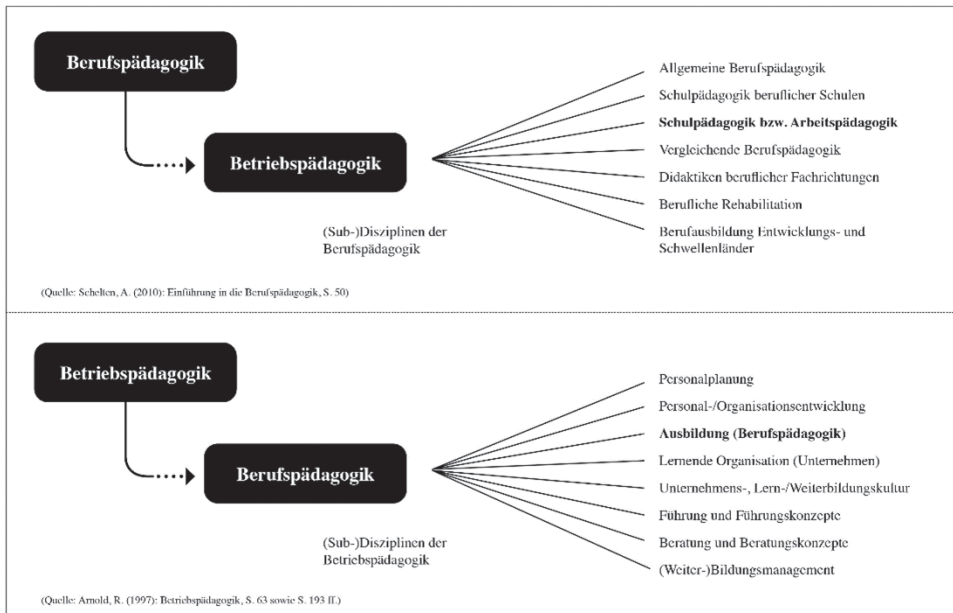 Berufspädagogik
Betriebspädagogik
(Sub-)Disziplinen der
Berufspädagogik
Allgemeine Berufspädagogik
Schulpädagogik beruflicher Schulen
Schulpädagogik bzw. Arbeitspädagogik
Vergleichende Berufspädagogik
Didaktiken beruflicher Fachrichtungen
Berufliche Rehabilitation
Berufausbildung Entwicklungs- und
Schwellenländer
(Quelle: Schelten, A. (2010): Einführung in die Berufspädagogik, S. 50)
Betriebspädagogik
Berufspädagogik
(Sub-)Disziplinen der
Betriebspädagogik
Personalplanung
Personal-/Organisationsentwicklung
Ausbildung (Berufspädagogik)
Lernende Organisation (Unternehmen)
Unternehmens-, Lern-/Weiterbildungskultur
Führung und Führungskonzepte
Beratung und Beratungskonzepte
(Weiter-)Bildungsmanagement
(Quelle: Arnold, R. (1997): Betriebspädagogik, S. 63 sowie S. 193 ff.)